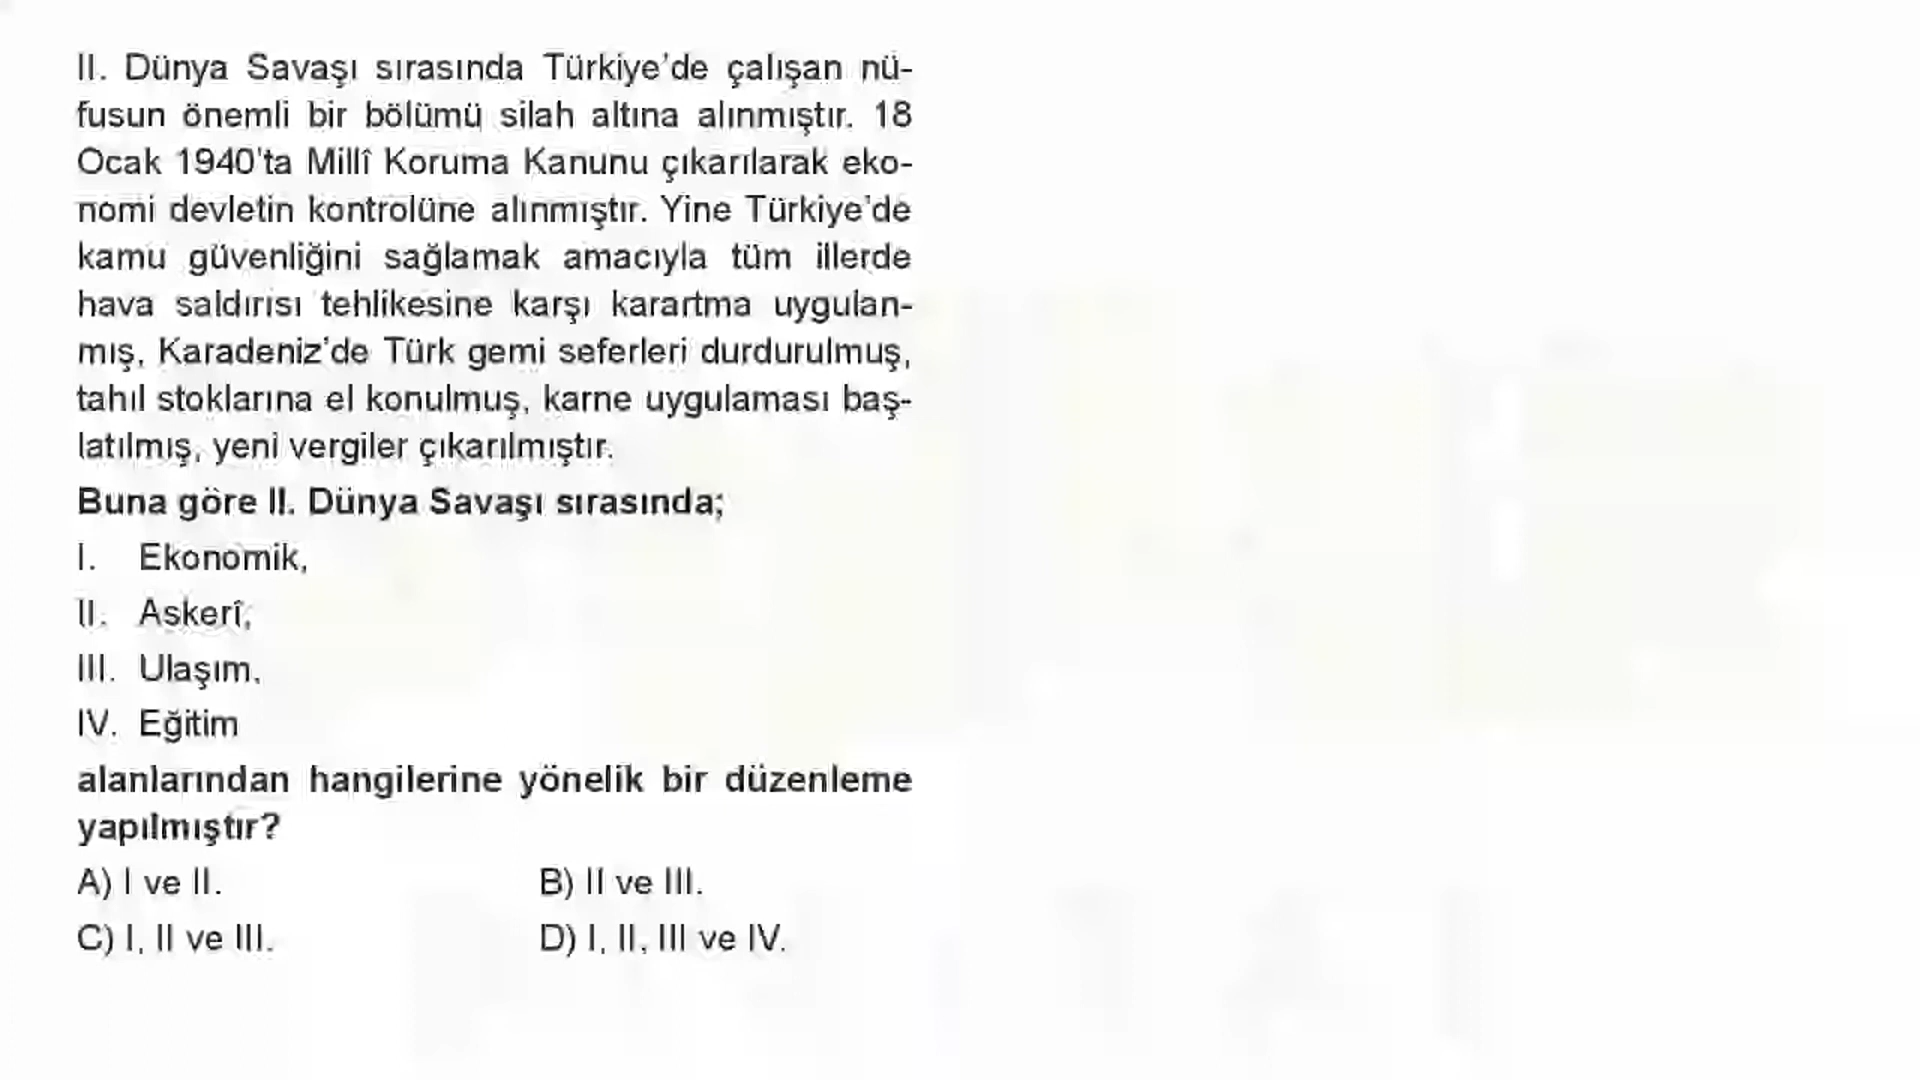 II. Dünya Savaşı sırasında Türkiye’de çalışan nü-
fusun önemli bir bölümü silah altına alınmıştır. 18
Ocak 1940'ta Millî Koruma Kanunu çıkarılarak eko-
nomi devletin kontrolüne alınmıştır. Yine Türkiye’de
kamu güvenliğini sağlamak amacıyla tüm illerde
hava saldırısı tehlikesine karşı karartma uygulan-
mış, Karadeniz’de Türk gemi seferleri durdurulmuş,
tahıl stoklarına el konulmuş, karne uygulaması baş-
latılmış, yeni vergiler çıkarılmıştır.
Buna göre II. Dünya Savaşı sırasında;
I. Ekonomik,
II. Askerî,
III. Ulaşım,
IV. Eğitim
alanlarından hangilerine yönelik bir düzenleme
yapılmıştır?
A) I ve II. B) II ve III.
C) I, II ve III. D) I, II, III ve IV.